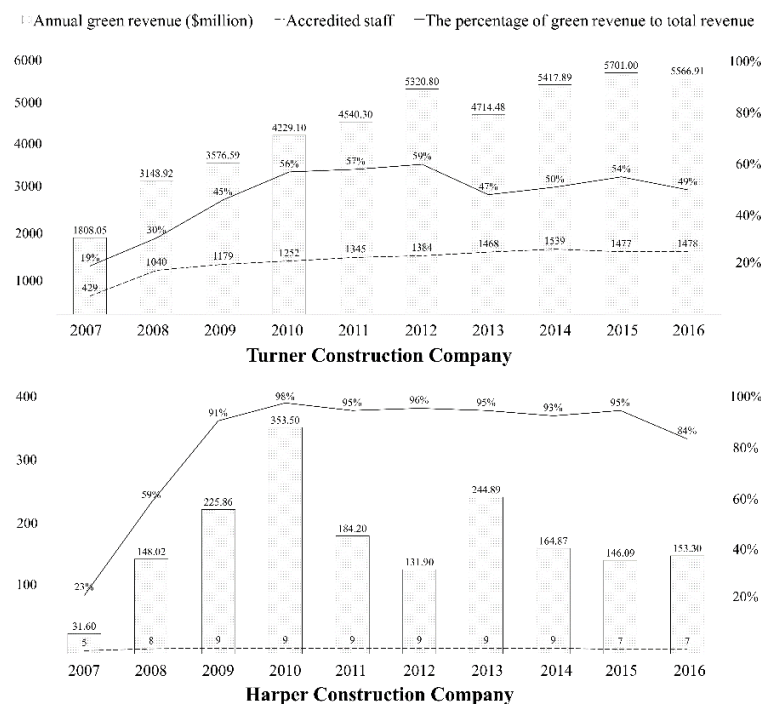 Annual green revenue ($million) Accredited staff The percentage of green revenue to total revenue
6000 5000 4000 3000 2000 1000
100% 80% 60% 40% 20%
1808.05 3148.92 3576.59 4229.10 4540.30 5320.80 4714.48 5417.89 5701.00 5566.91
19% 30% 45% 56% 57% 59% 47% 50% 54% 49%
429 1040 1179 1252 1345 1384 1468 1539 1477 1478
2007 2008 2009 2010 2011 2012 2013 2014 2015 2016
Turner Construction Company
400 300 200 100
100% 80% 60% 40% 20%
23% 59% 91% 98% 95% 96% 95% 93% 95% 84%
31.60 148.02 225.86 353.50 184.20 131.90 244.89 164.87 146.09 153.30
5 8 9 9 9 9 9 9 7 7
2007 2008 2009 2010 2011 2012 2013 2014 2015 2016
Harper Construction Company